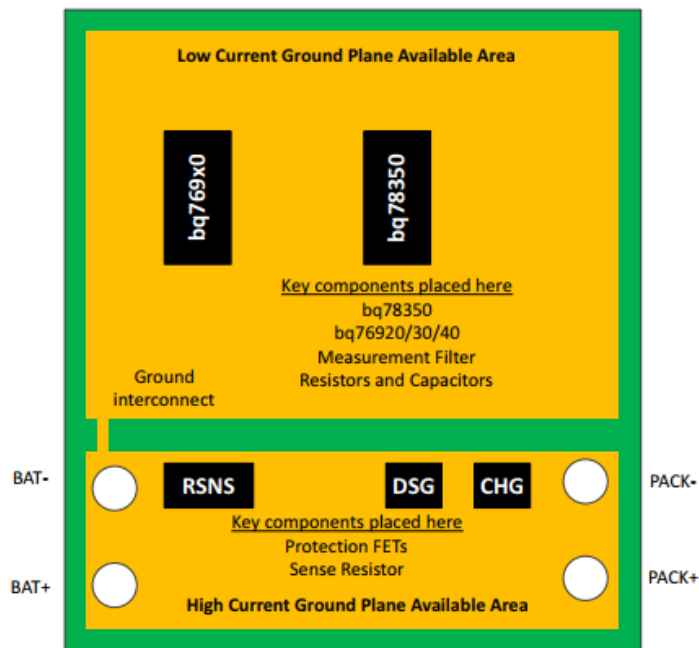 Low Current Ground Plane Available Area
bq769x0
bq78350
Key components placed here
bq78350
bq76920/30/40
Measurement Filter
Resistors and Capacitors
Ground
interconnect
BAT-
RSNS
DSG
CHG
PACK-
Key components placed here
Protection FETs
Sense Resistor
BAT+
PACK+
High Current Ground Plane Available Area